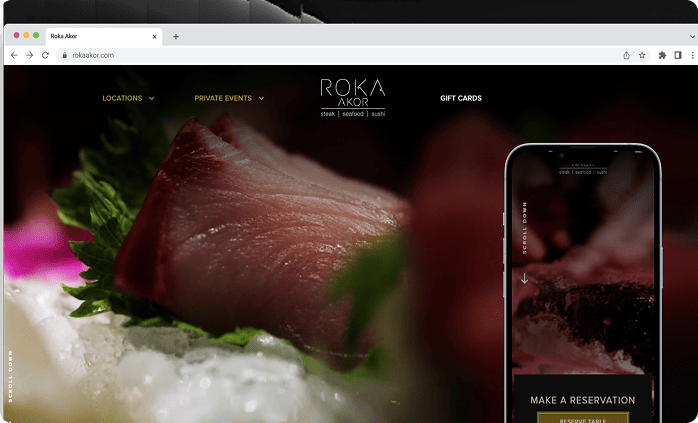 Roka Akor
rokaakor.com
LOCATIONS
PRIVATE EVENTS
ROKA
AKOR
steak | seafood | sushi
GIFT CARDS
SCROLL DOWN
AKOR
steak | seafood | sushi
SCROLL DOWN
MAKE A RESERVATION
RESERVE TABLE